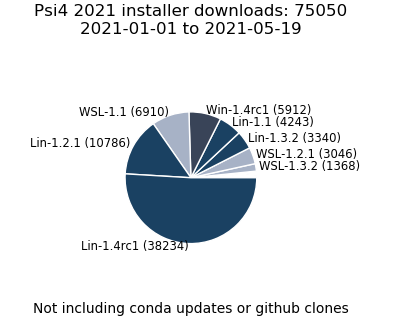 Psi4 2021 installer downloads: 75050
2021-01-01 to 2021-05-19
WSL-1.1 (6910)
Win-1.4rc1 (5912)
Lin-1.1 (4243)
Lin-1.3.2 (3340)
Lin-1.2.1 (10786)
WSL-1.2.1 (3046)
WSL-1.3.2 (1368)
Lin-1.4rc1 (38234)
Not including conda updates or github clones